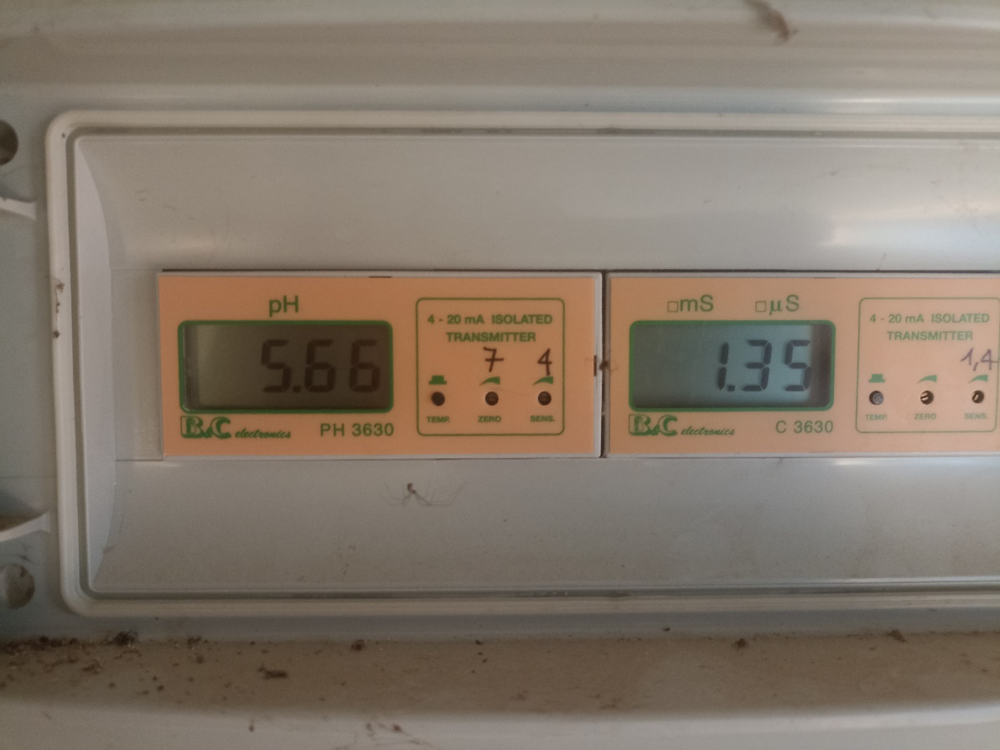 pH
5.66
B&C electronics
PH 3630
4 - 20 mA ISOLATED
TRANSMITTER
7 4
TEMP. ZERO SENS.
□mS □µS
1.35
B&C electronics
C 3630
4 - 20 mA ISOLATED
TRANSMITTER
1,4
TEMP. ZERO SENS.